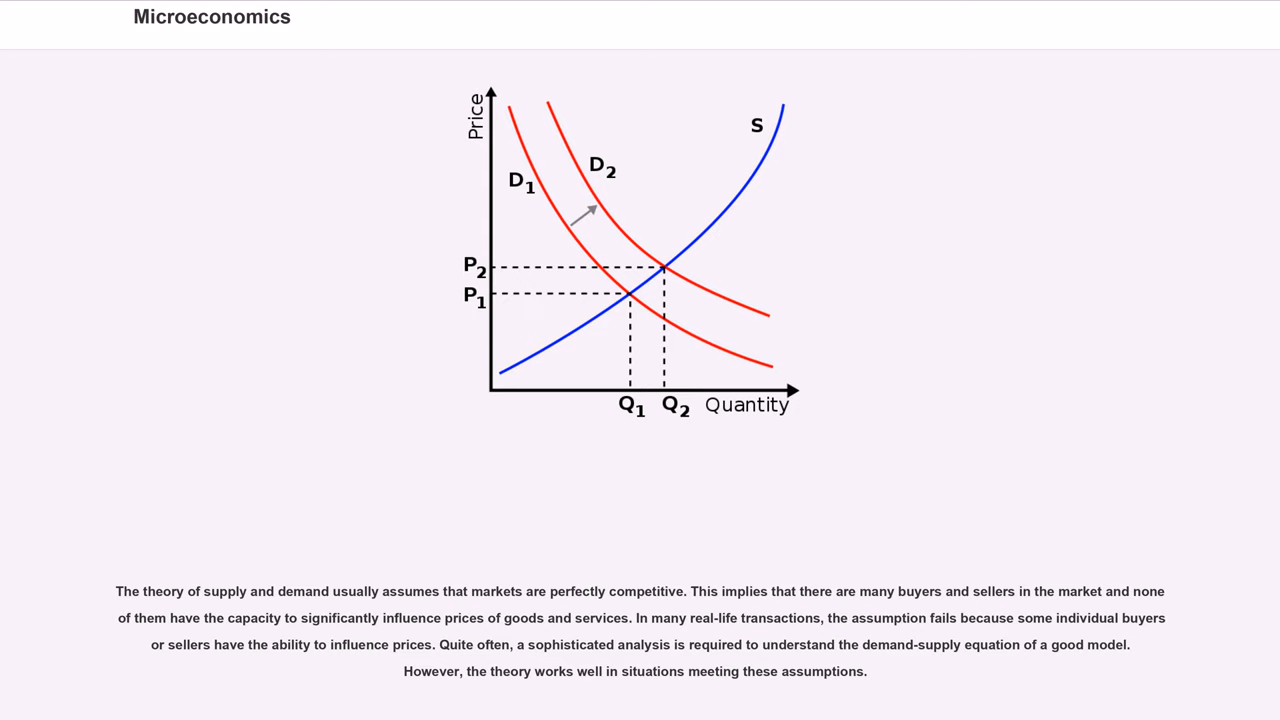 Microeconomics
Price
S
D2
D1
P2
P1
Q1 Q2 Quantity
The theory of supply and demand usually assumes that markets are perfectly competitive. This implies that there are many buyers and sellers in the market and none
of them have the capacity to significantly influence prices of goods and services. In many real-life transactions, the assumption fails because some individual buyers
or sellers have the ability to influence prices. Quite often, a sophisticated analysis is required to understand the demand-supply equation of a good model.
However, the theory works well in situations meeting these assumptions.